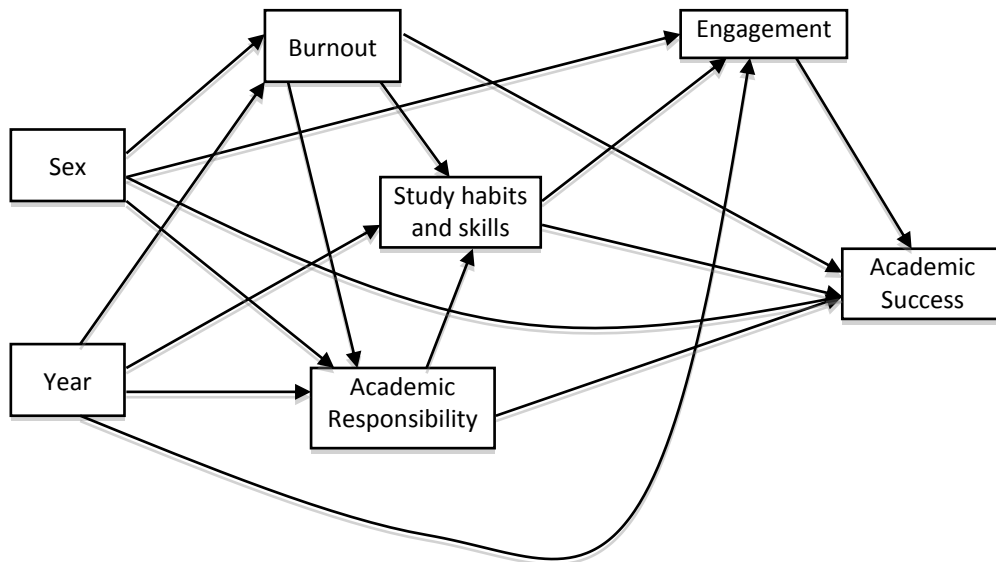 Burnout
Engagement
Sex
Study habits
and skills
Academic
Success
Year
Academic
Responsibility